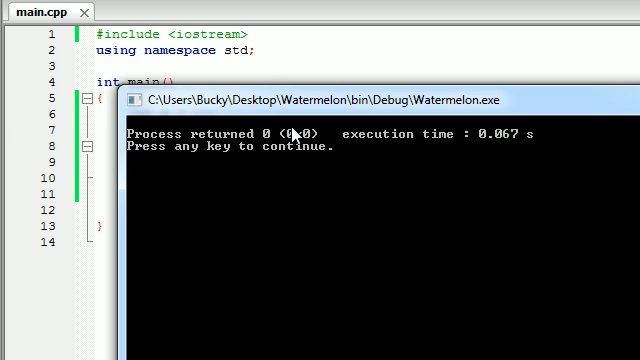 main.cpp
1 #include <iostream>
2 using namespace std;
3
4 int main()
5 {
C:\Users\Bucky\Desktop\Watermelon\bin\Debug\Watermelon.exe
6
7
Process returned 0 (0x0)   execution time : 0.067 s
8
Press any key to continue.
9
10
11
12
13 }
14